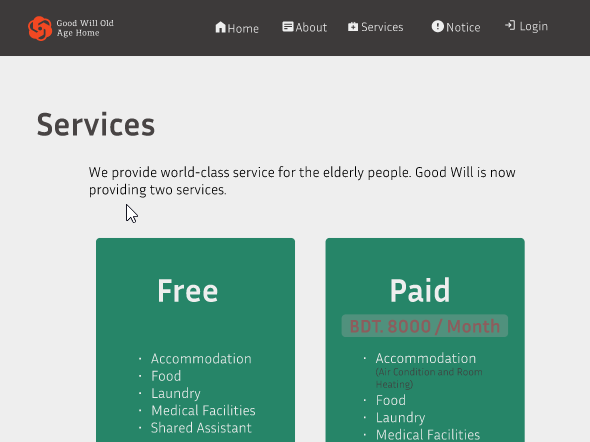 Good Will Old
Age Home
Home
About
Services
Notice
Login
Services
We provide world-class service for the elderly people. Good Will is now
providing two services.
Free
· Accommodation
· Food
· Laundry
· Medical Facilities
· Shared Assistant
Paid
BDT. 8000 / Month
· Accommodation
(Air Condition and Room
Heating)
· Food
· Laundry
· Medical Facilities